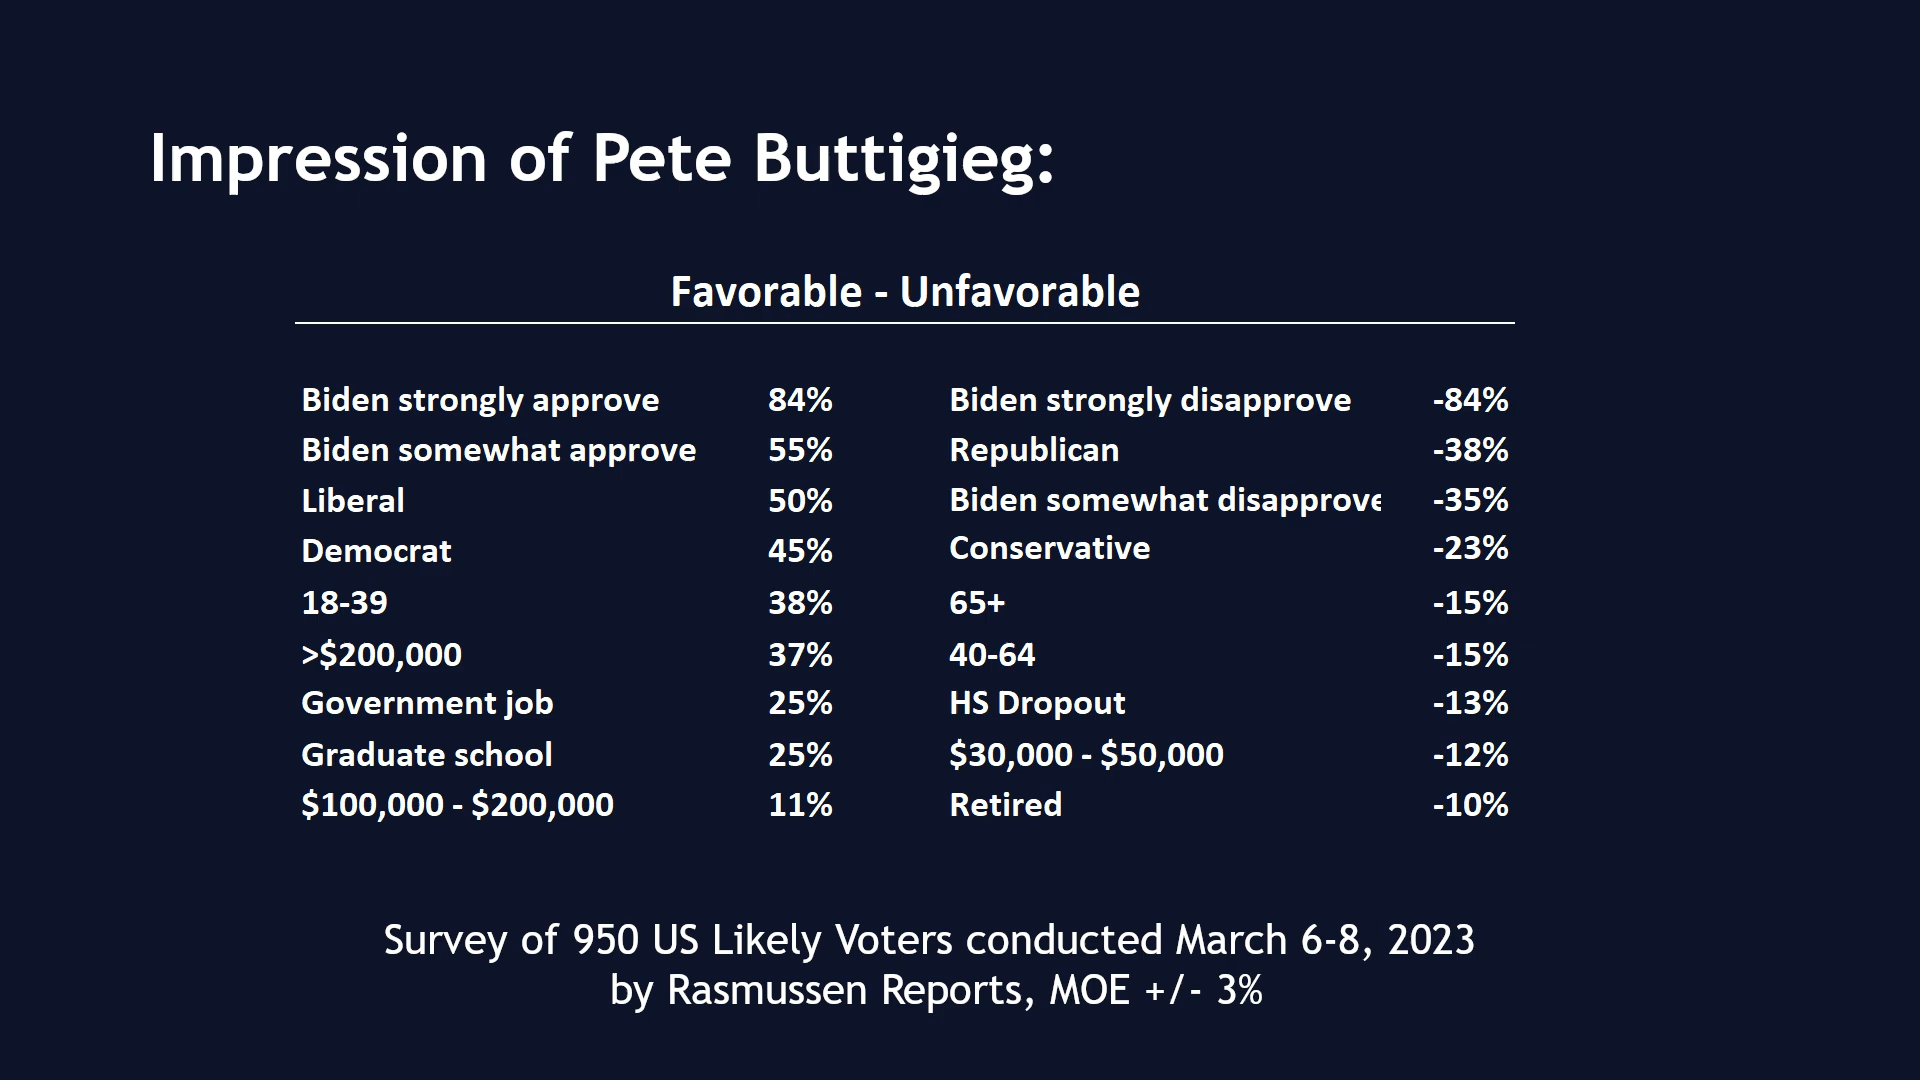 Impression of Pete Buttigieg:
Favorable - Unfavorable
Biden strongly approve 84% Biden strongly disapprove -84%
Biden somewhat approve 55% Republican -38%
Liberal 50% Biden somewhat disapprove -35%
Democrat 45% Conservative -23%
18-39 38% 65+ -15%
>$200,000 37% 40-64 -15%
Government job 25% HS Dropout -13%
Graduate school 25% $30,000 - $50,000 -12%
$100,000 - $200,000 11% Retired -10%
Survey of 950 US Likely Voters conducted March 6-8, 2023
by Rasmussen Reports, MOE +/- 3%